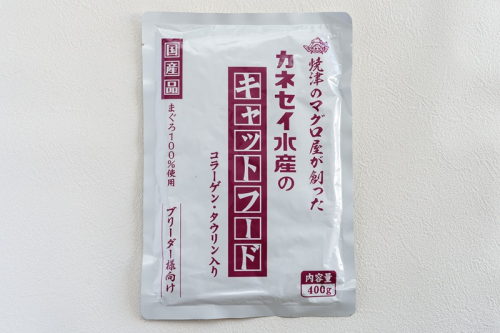 焼津のマグロ屋が創った
カネセイ水産の
キャットフード
コラーゲン・タウリン入り
国産品
まぐろ100%使用
ブリーダー様向け
内容量
400g